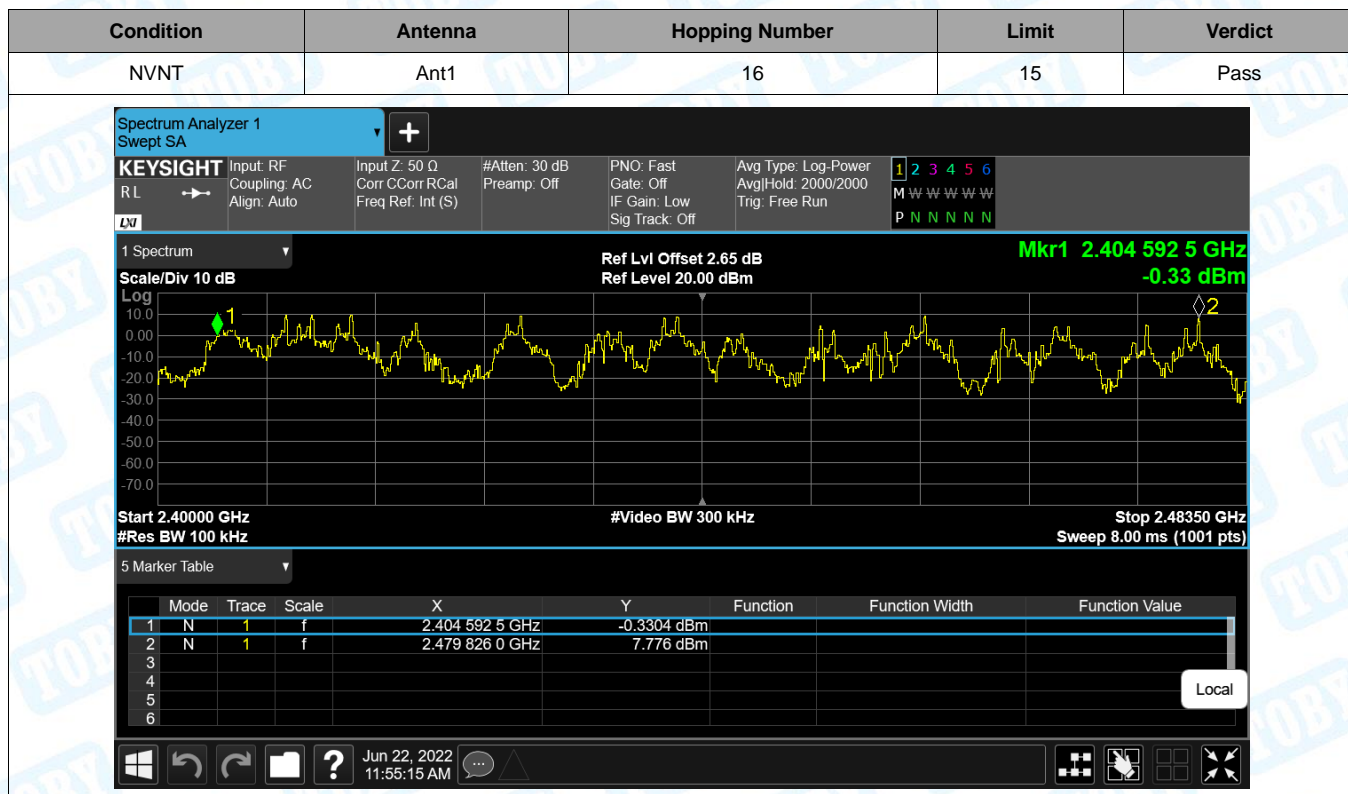 Condition Antenna Hopping Number Limit Verdict
NVNT Ant1 16 15 Pass
Spectrum Analyzer 1
Swept SA
+
KEYSIGHT Input: RF Input Z: 50 Ω #Atten: 30 dB PNO: Fast Avg Type: Log-Power 1 2 3 4 5 6
R L Coupling: AC Corr CCorr RCal Preamp: Off Gate: Off Avg|Hold: 2000/2000 M W W W W W
Align: Auto Freq Ref: Int (S) IF Gain: Low Trig: Free Run
LXI Sig Track: Off P N N N N N
1 Spectrum Ref Lvl Offset 2.65 dB Mkr1 2.404 592 5 GHz
Scale/Div 10 dB Ref Level 20.00 dBm -0.33 dBm
Log
10.0 1 2
0.00
-10.0
-20.0
-30.0
-40.0
-50.0
-60.0
-70.0
Start 2.40000 GHz #Video BW 300 kHz Stop 2.48350 GHz
#Res BW 100 kHz Sweep 8.00 ms (1001 pts)
5 Marker Table
Mode Trace Scale X Y Function Function Width Function Value
1 N 1 f 2.404 592 5 GHz -0.3304 dBm
2 N 1 f 2.479 826 0 GHz 7.776 dBm
3
4
5
6
Local
? Jun 22, 2022
11:55:15 AM
TOBY